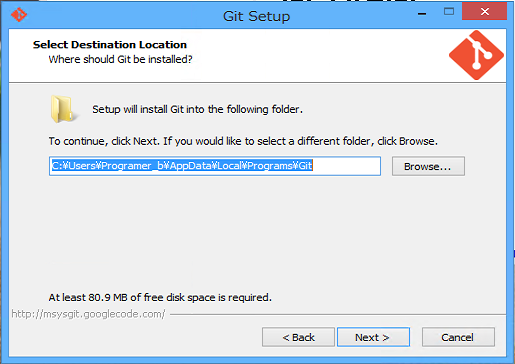 Git Setup
Select Destination Location
Where should Git be installed?
Setup will install Git into the following folder.
To continue, click Next. If you would like to select a different folder, click Browse.
C:¥Users¥Programer_b¥AppData¥Local¥Programs¥Git
Browse...
At least 80.9 MB of free disk space is required.
http://msysgit.googlecode.com/
< Back
Next >
Cancel